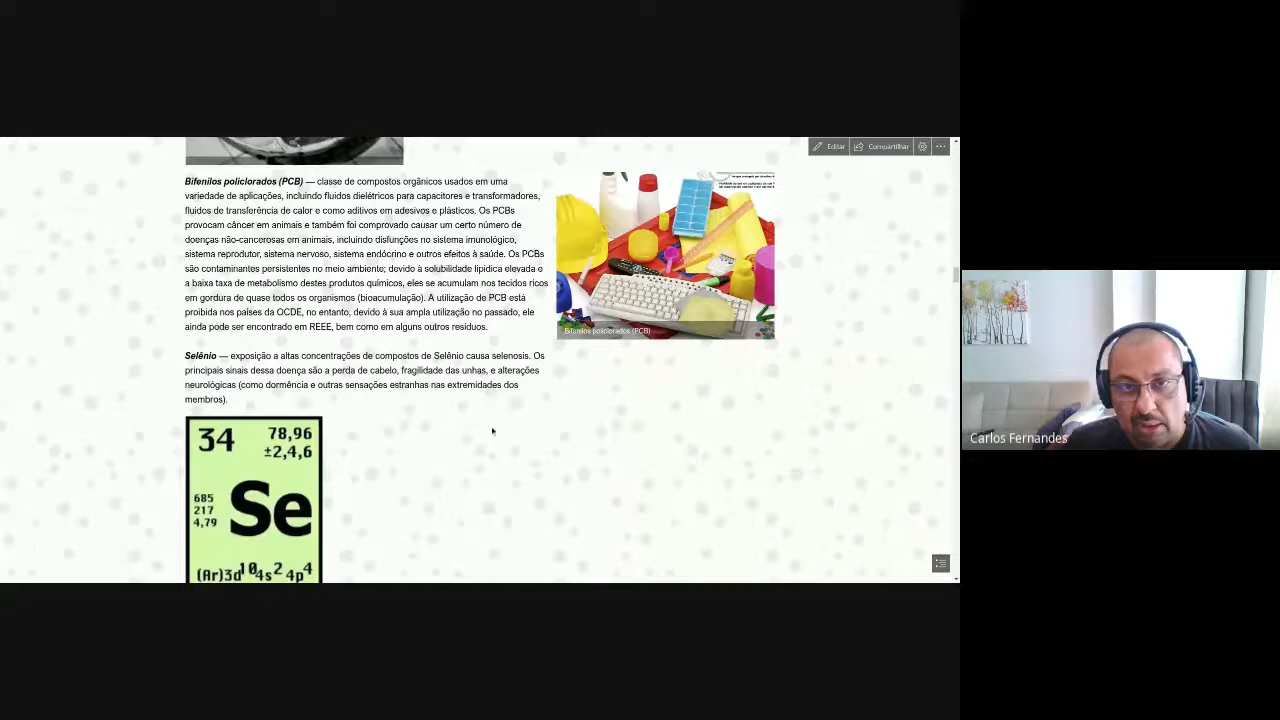 Editar
Compartilhar
Bifenilos policlorados (PCB) — classe de compostos orgânicos usados em uma
variedade de aplicações, incluindo fluidos dielétricos para capacitores e transformadores,
fluidos de transferência de calor e como aditivos em adesivos e plásticos. Os PCBs
provocam câncer em animais e também foi comprovado causar um certo número de
doenças não-cancerosas em animais, incluindo disfunções no sistema imunológico,
sistema reprodutor, sistema nervoso, sistema endócrino e outros efeitos à saúde. Os PCBs
são contaminantes persistentes no meio ambiente; devido à solubilidade lipídica elevada e
a baixa taxa de metabolismo destes produtos químicos, eles se acumulam nos tecidos ricos
em gordura de quase todos os organismos (bioacumulação). A utilização de PCB está
proibida nos países da OCDE, no entanto, devido à sua ampla utilização no passado, ele
ainda pode ser encontrado em REEE, bem como em alguns outros resíduos.
Bifenilos policlorados (PCB)
Selênio — exposição a altas concentrações de compostos de Selênio causa selenosis. Os
principais sinais dessa doença são a perda de cabelo, fragilidade das unhas, e alterações
neurológicas (como dormência e outras sensações estranhas nas extremidades dos
membros).
34
78,96
±2,4,6
685
217
4,79
Se
(Ar)3d10 4s2 4p4
Carlos Fernandes